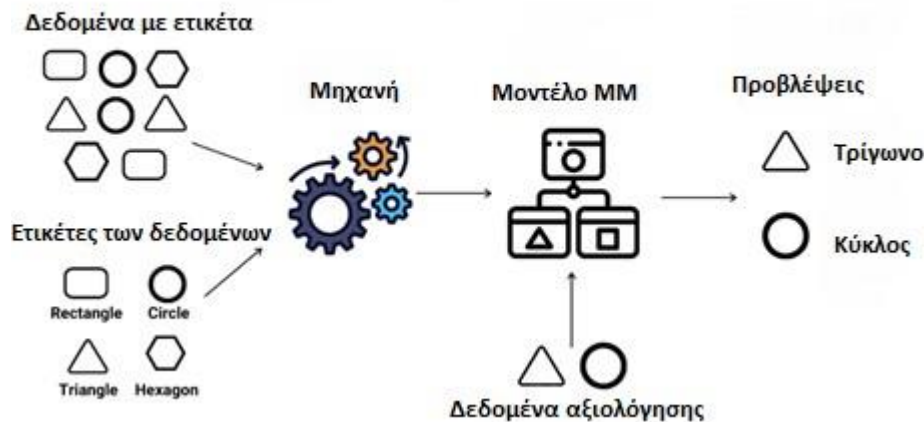 Δεδομένα με ετικέτα
Μηχανή
Μοντέλο ΜΜ
Προβλέψεις
Τρίγωνο
Κύκλος
Ετικέτες των δεδομένων
Rectangle Circle
Triangle Hexagon
Δεδομένα αξιολόγησης